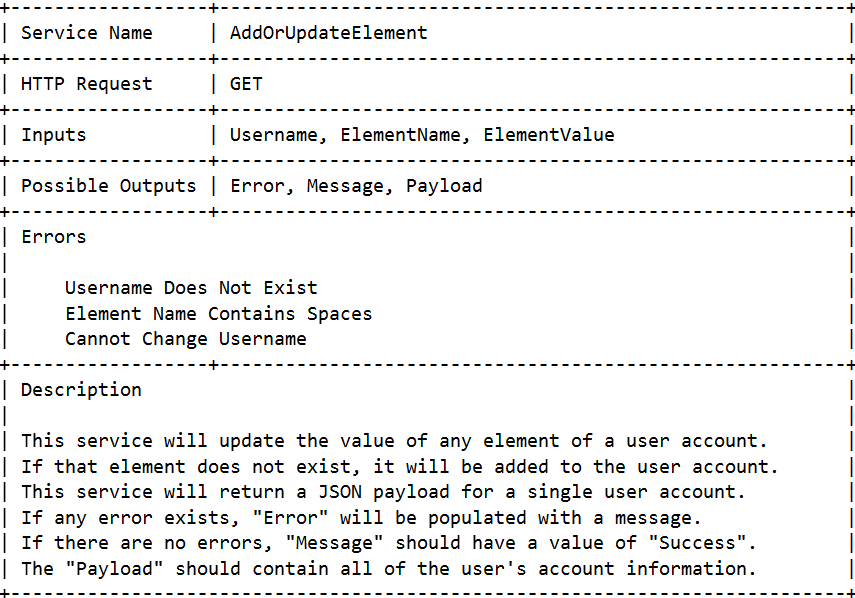 +------------------+---------------------------------------------------------+
| Service Name     | AddOrUpdateElement                                      |
+------------------+---------------------------------------------------------+
| HTTP Request     | GET                                                     |
+------------------+---------------------------------------------------------+
| Inputs           | Username, ElementName, ElementValue                     |
+------------------+---------------------------------------------------------+
| Possible Outputs | Error, Message, Payload                                 |
+------------------+---------------------------------------------------------+
| Errors                                                                     |
|                                                                            |
|     Username Does Not Exist                                                |
|     Element Name Contains Spaces                                           |
|     Cannot Change Username                                                 |
+------------------+---------------------------------------------------------+
| Description                                                                |
|                                                                            |
| This service will update the value of any element of a user account.       |
| If that element does not exist, it will be added to the user account.      |
| This service will return a JSON payload for a single user account.         |
| If any error exists, "Error" will be populated with a message.             |
| If there are no errors, "Message" should have a value of "Success".        |
| The "Payload" should contain all of the user's account information.        |
+------------------+---------------------------------------------------------+